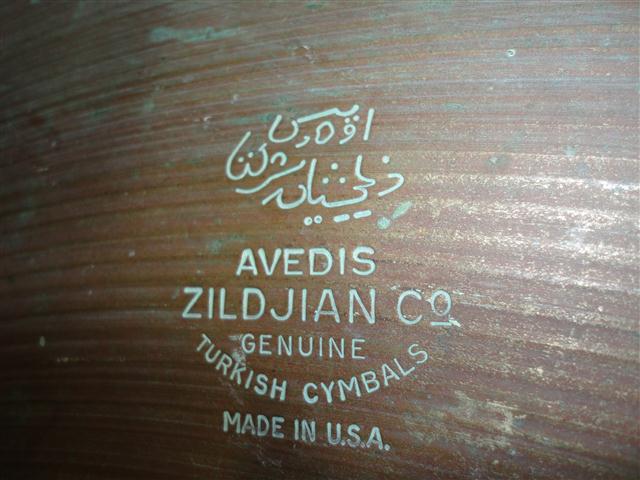 AVEDIS
ZILDJIAN Co
GENUINE
TURKISH CYMBALS
MADE IN U.S.A.